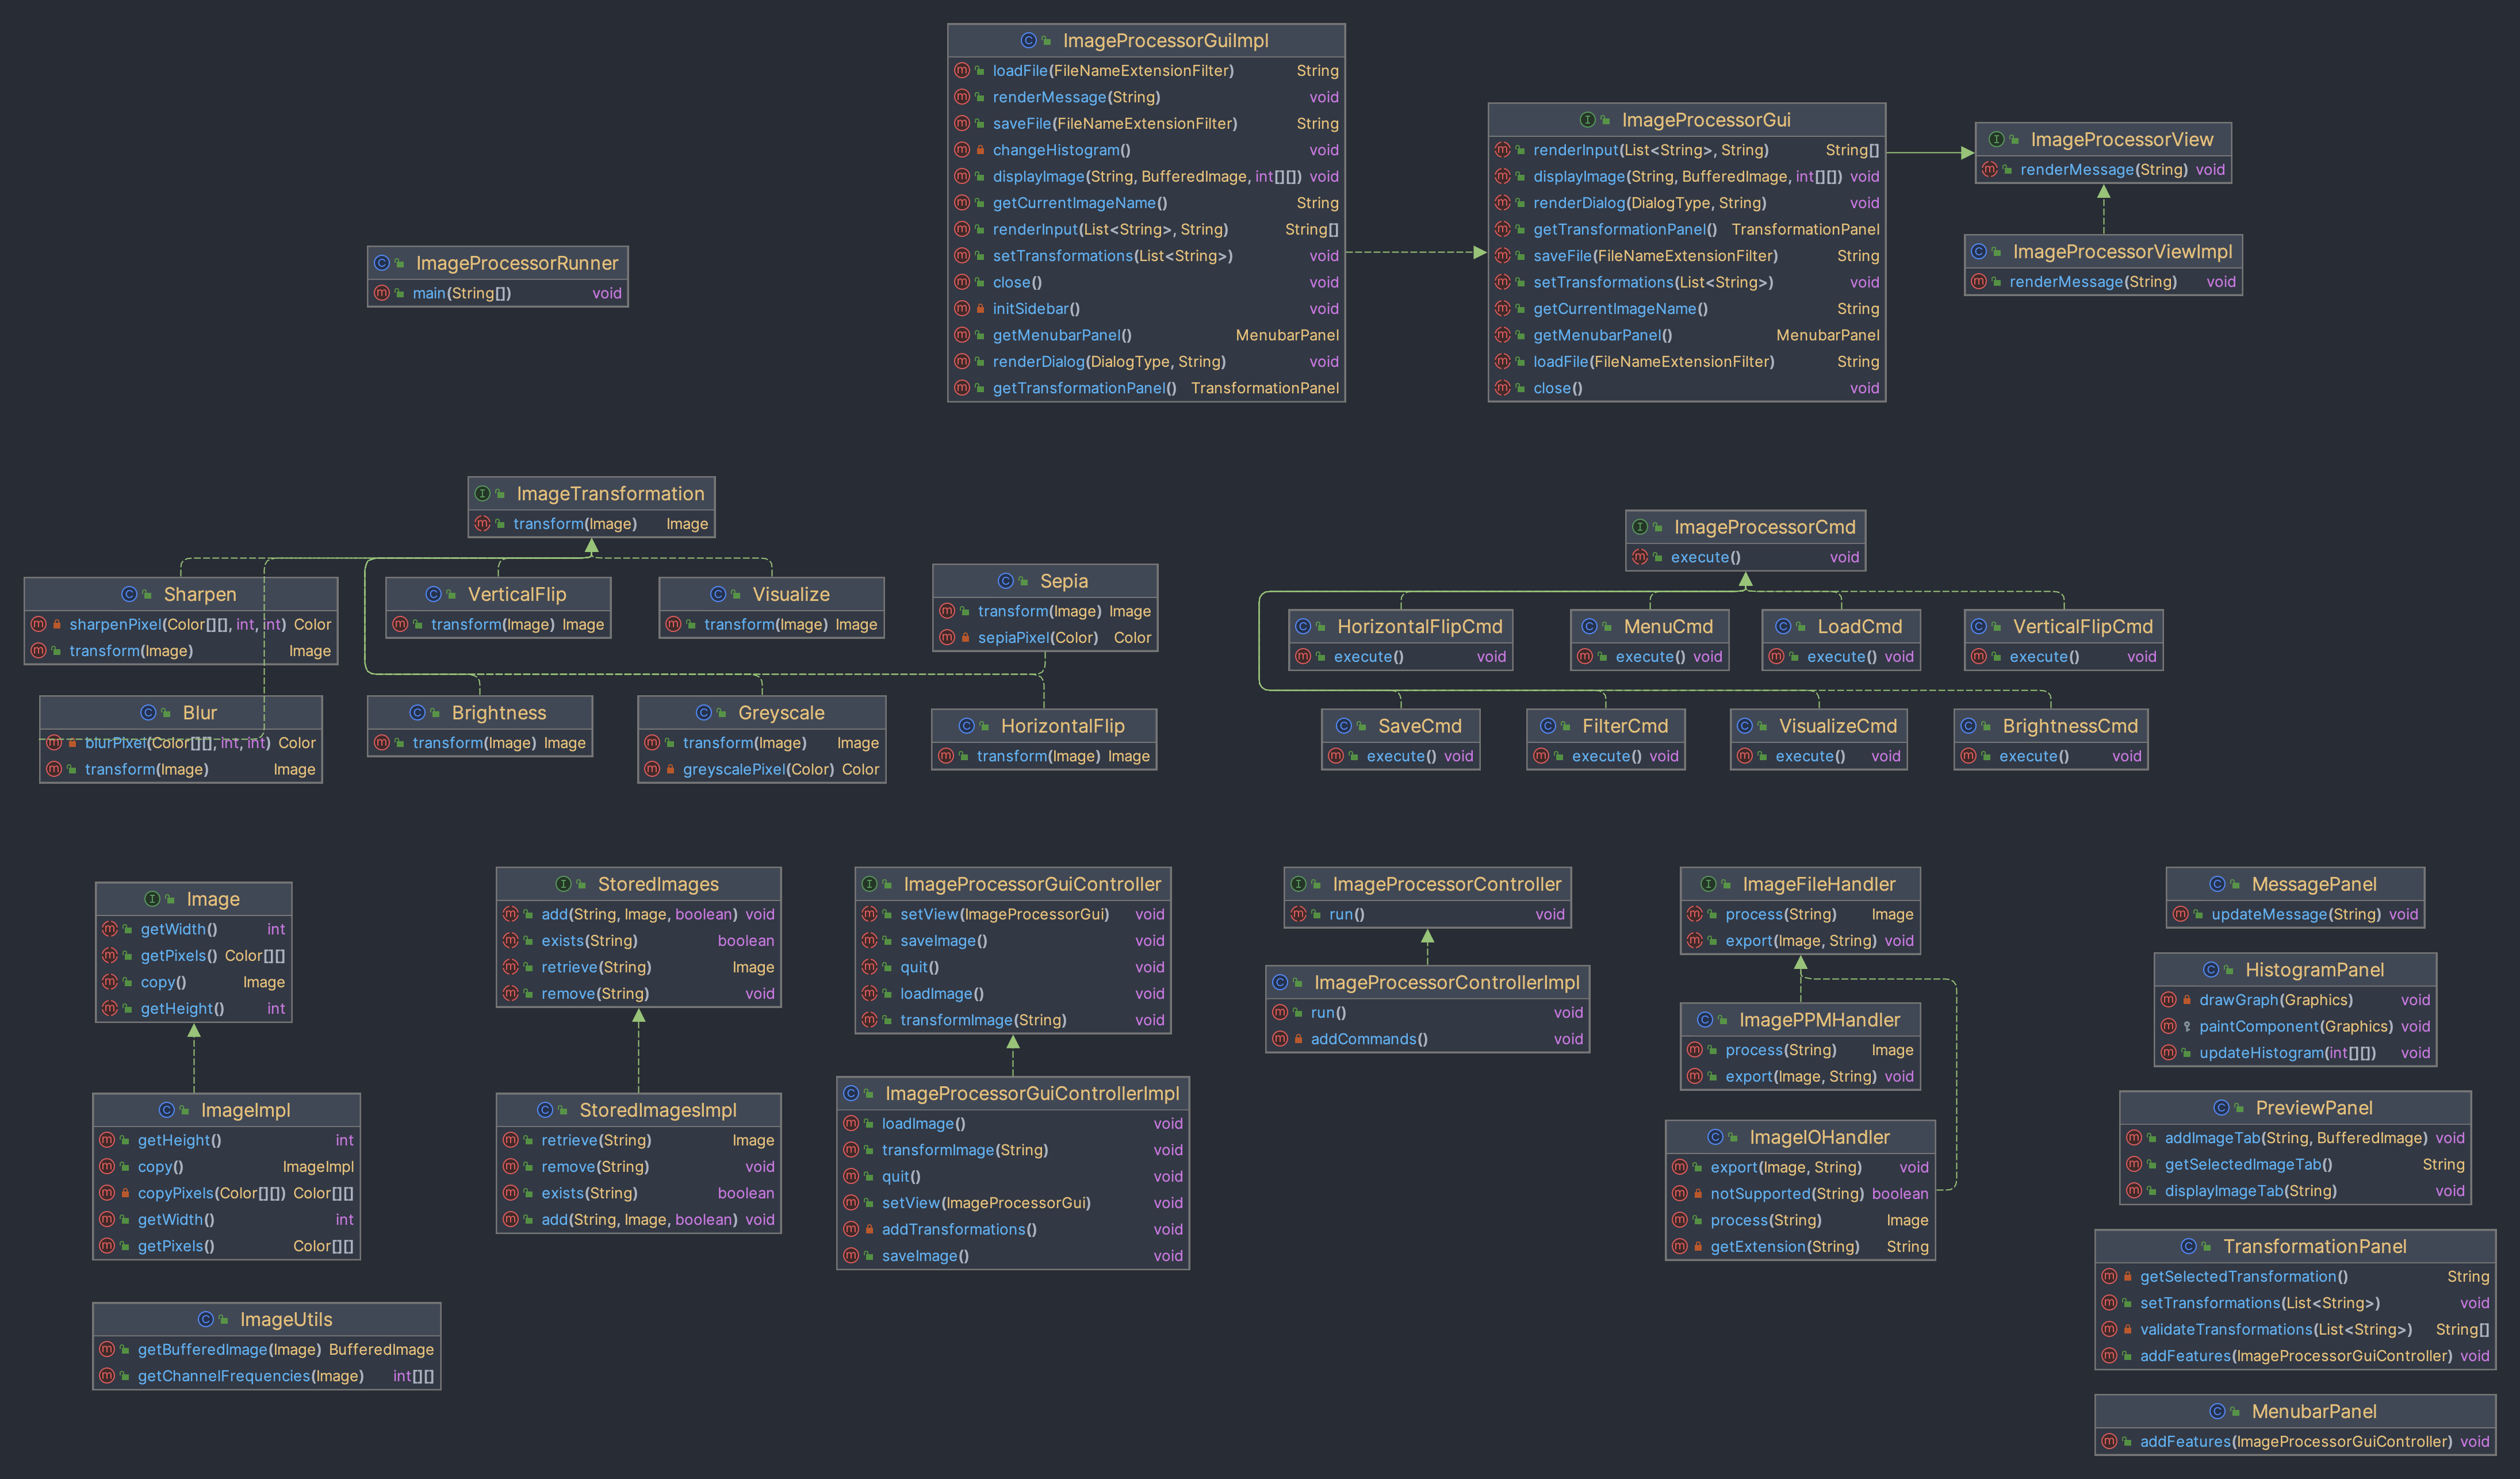 ImageProcessorGuiImpl
loadFile(FileNameExtensionFilter) String
renderMessage(String) void
saveFile(FileNameExtensionFilter) String
changeHistogram() void
displayImage(String, BufferedImage, int[][]) void
getCurrentImageName() String
renderInput(List<String>, String) String[]
setTransformations(List<String>) void
close() void
initSidebar() void
getMenubarPanel() MenubarPanel
renderDialog(DialogType, String) void
getTransformationPanel() TransformationPanel
ImageProcessorGui
renderInput(List<String>, String) String[]
displayImage(String, BufferedImage, int[][]) void
renderDialog(DialogType, String) void
getTransformationPanel() TransformationPanel
saveFile(FileNameExtensionFilter) String
setTransformations(List<String>) void
getCurrentImageName() String
getMenubarPanel() MenubarPanel
loadFile(FileNameExtensionFilter) String
close() void
ImageProcessorView
renderMessage(String) void
ImageProcessorViewImpl
renderMessage(String) void
ImageProcessorRunner
main(String[]) void
ImageTransformation
transform(Image) Image
Sharpen
sharpenPixel(Color[][], int, int) Color
transform(Image) Image
VerticalFlip
transform(Image) Image
Visualize
transform(Image) Image
Sepia
transform(Image) Image
sepiaPixel(Color) Color
Blur
blurPixel(Color[][], int, int) Color
transform(Image) Image
Brightness
transform(Image) Image
Greyscale
transform(Image) Image
greyscalePixel(Color) Color
HorizontalFlip
transform(Image) Image
ImageProcessorCmd
execute() void
HorizontalFlipCmd
execute() void
MenuCmd
execute() void
LoadCmd
execute() void
VerticalFlipCmd
execute() void
SaveCmd
execute() void
FilterCmd
execute() void
VisualizeCmd
execute() void
BrightnessCmd
execute() void
Image
getWidth() int
getPixels() Color[][]
copy() Image
getHeight() int
ImageImpl
getHeight() int
copy() ImageImpl
copyPixels(Color[][]) Color[][]
getWidth() int
getPixels() Color[][]
ImageUtils
getBufferedImage(Image) BufferedImage
getChannelFrequencies(Image) int[][]
StoredImages
add(String, Image, boolean) void
exists(String) boolean
retrieve(String) Image
remove(String) void
StoredImagesImpl
retrieve(String) Image
remove(String) void
exists(String) boolean
add(String, Image, boolean) void
ImageProcessorGuiController
setView(ImageProcessorGui) void
saveImage() void
quit() void
loadImage() void
transformImage(String) void
ImageProcessorGuiControllerImpl
loadImage() void
transformImage(String) void
quit() void
setView(ImageProcessorGui) void
addTransformations() void
saveImage() void
ImageProcessorController
run() void
ImageProcessorControllerImpl
run() void
addCommands() void
ImageFileHandler
process(String) Image
export(Image, String) void
ImagePPMHandler
process(String) Image
export(Image, String) void
ImageIOHandler
export(Image, String) void
notSupported(String) boolean
process(String) Image
getExtension(String) String
MessagePanel
updateMessage(String) void
HistogramPanel
drawGraph(Graphics) void
paintComponent(Graphics) void
updateHistogram(int[][]) void
PreviewPanel
addImageTab(String, BufferedImage) void
getSelectedImageTab() String
displayImageTab(String) void
TransformationPanel
getSelectedTransformation() String
setTransformations(List<String>) void
validateTransformations(List<String>) String[]
addFeatures(ImageProcessorGuiController) void
MenubarPanel
addFeatures(ImageProcessorGuiController) void